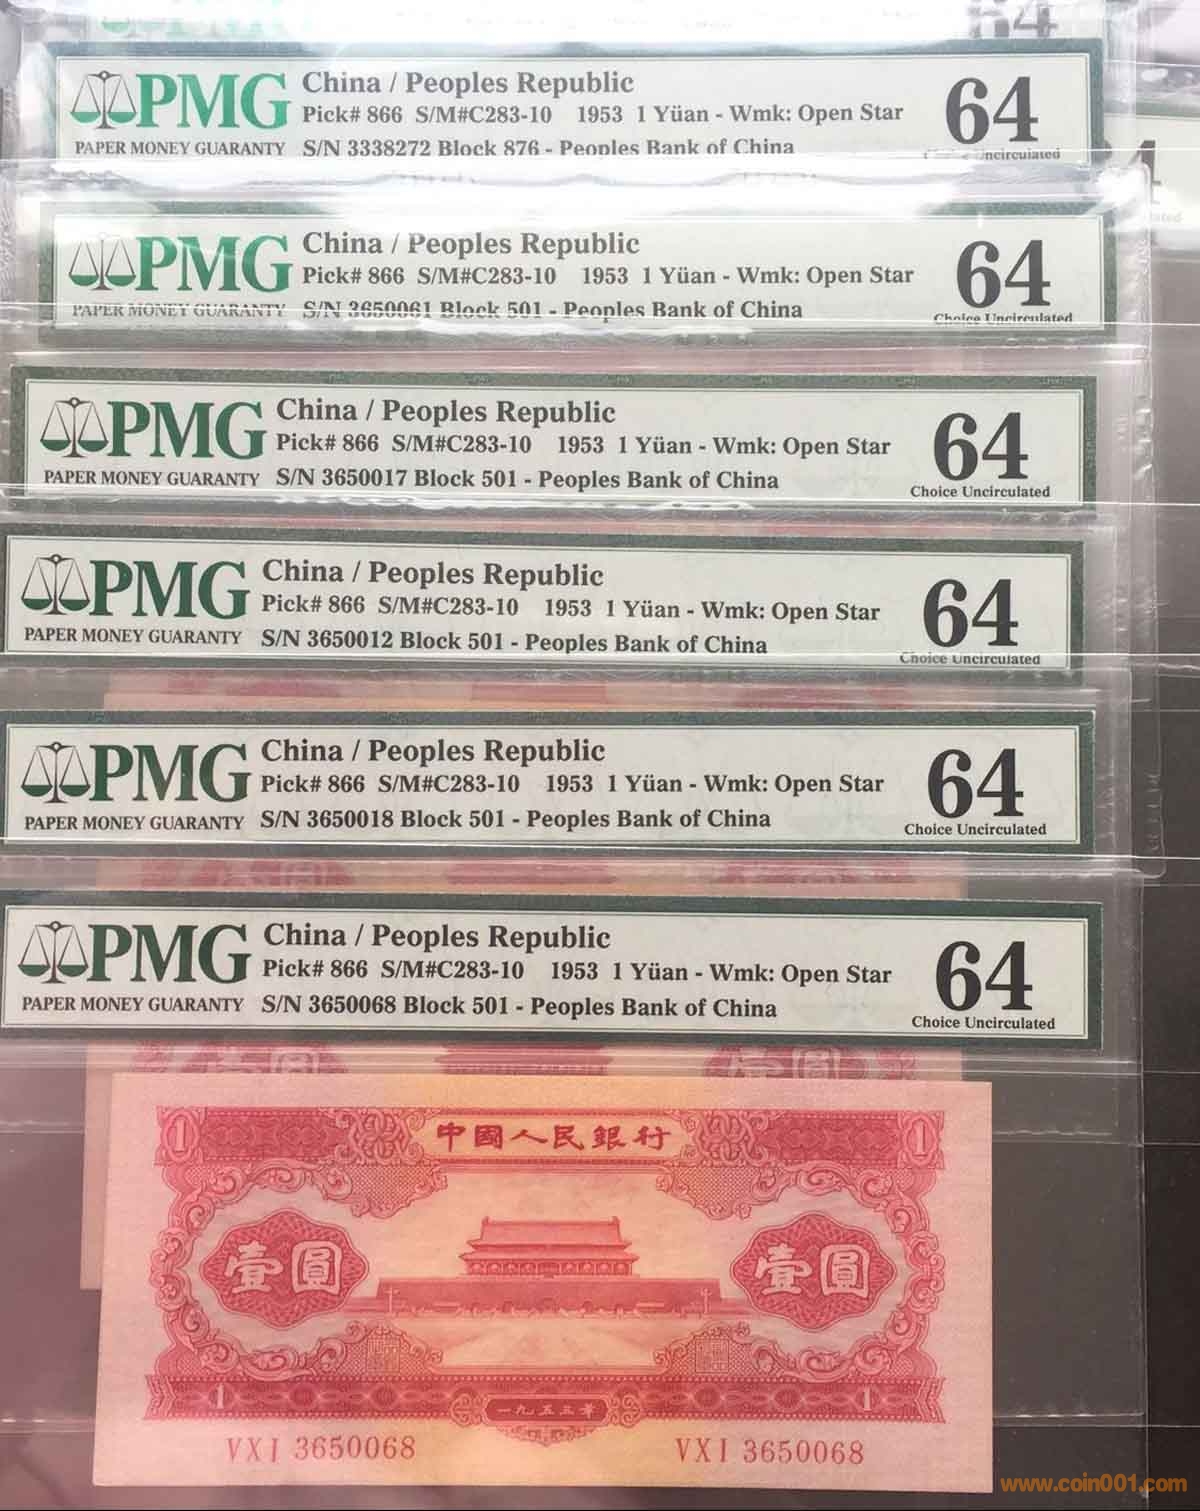 64
PMG
China / Peoples Republic
Pick# 866 S/M#C283-10 1953 1 Yüan - Wmk: Open Star
PAPER MONEY GUARANTY
S/N 3338272 Block 876 - Peoples Bank of China
64
Uncirculated
PMG
China / Peoples Republic
Pick# 866 S/M#C283-10 1953 1 Yüan - Wmk: Open Star
PAPER MONEY GUARANTY
S/N 3650061 Block 501 - Peoples Bank of China
64
Choice Uncirculated
PMG
China / Peoples Republic
Pick# 866 S/M#C283-10 1953 1 Yüan - Wmk: Open Star
PAPER MONEY GUARANTY
S/N 3650017 Block 501 - Peoples Bank of China
64
Choice Uncirculated
PMG
China / Peoples Republic
Pick# 866 S/M#C283-10 1953 1 Yüan - Wmk: Open Star
PAPER MONEY GUARANTY
S/N 3650012 Block 501 - Peoples Bank of China
64
Choice Uncirculated
PMG
China / Peoples Republic
Pick# 866 S/M#C283-10 1953 1 Yüan - Wmk: Open Star
PAPER MONEY GUARANTY
S/N 3650018 Block 501 - Peoples Bank of China
64
Choice Uncirculated
PMG
China / Peoples Republic
Pick# 866 S/M#C283-10 1953 1 Yüan - Wmk: Open Star
PAPER MONEY GUARANTY
S/N 3650068 Block 501 - Peoples Bank of China
64
Choice Uncirculated
1 中國人民銀行 1
壹圓 壹圓
1 一九五三年 1
VXI 3650068 VXI 3650068
www.coin001.com